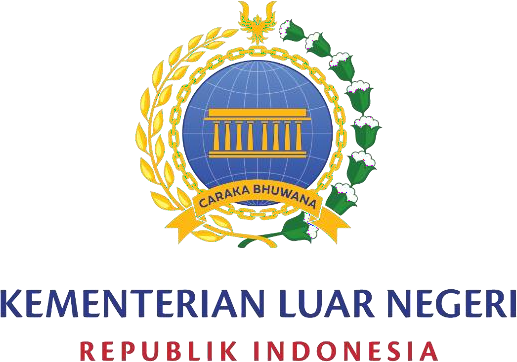 CARAKA BHUWANA
KEMENTERIAN LUAR NEGERI
REPUBLIK INDONESIA